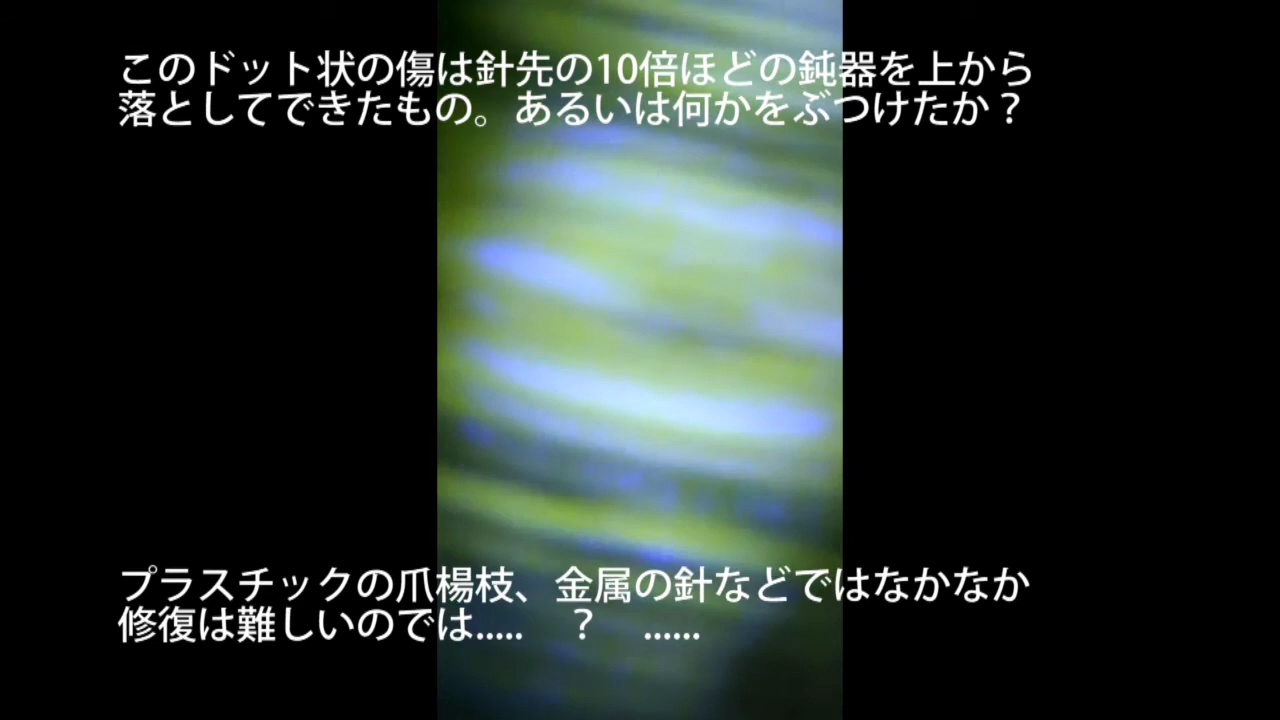 このドット状の傷は針先の10倍ほどの鈍器を上から
落としてできたもの。あるいは何かをぶつけたか？
プラスチックの爪楊枝、金属の針などではなかなか
修復は難しいのでは.....　？　......